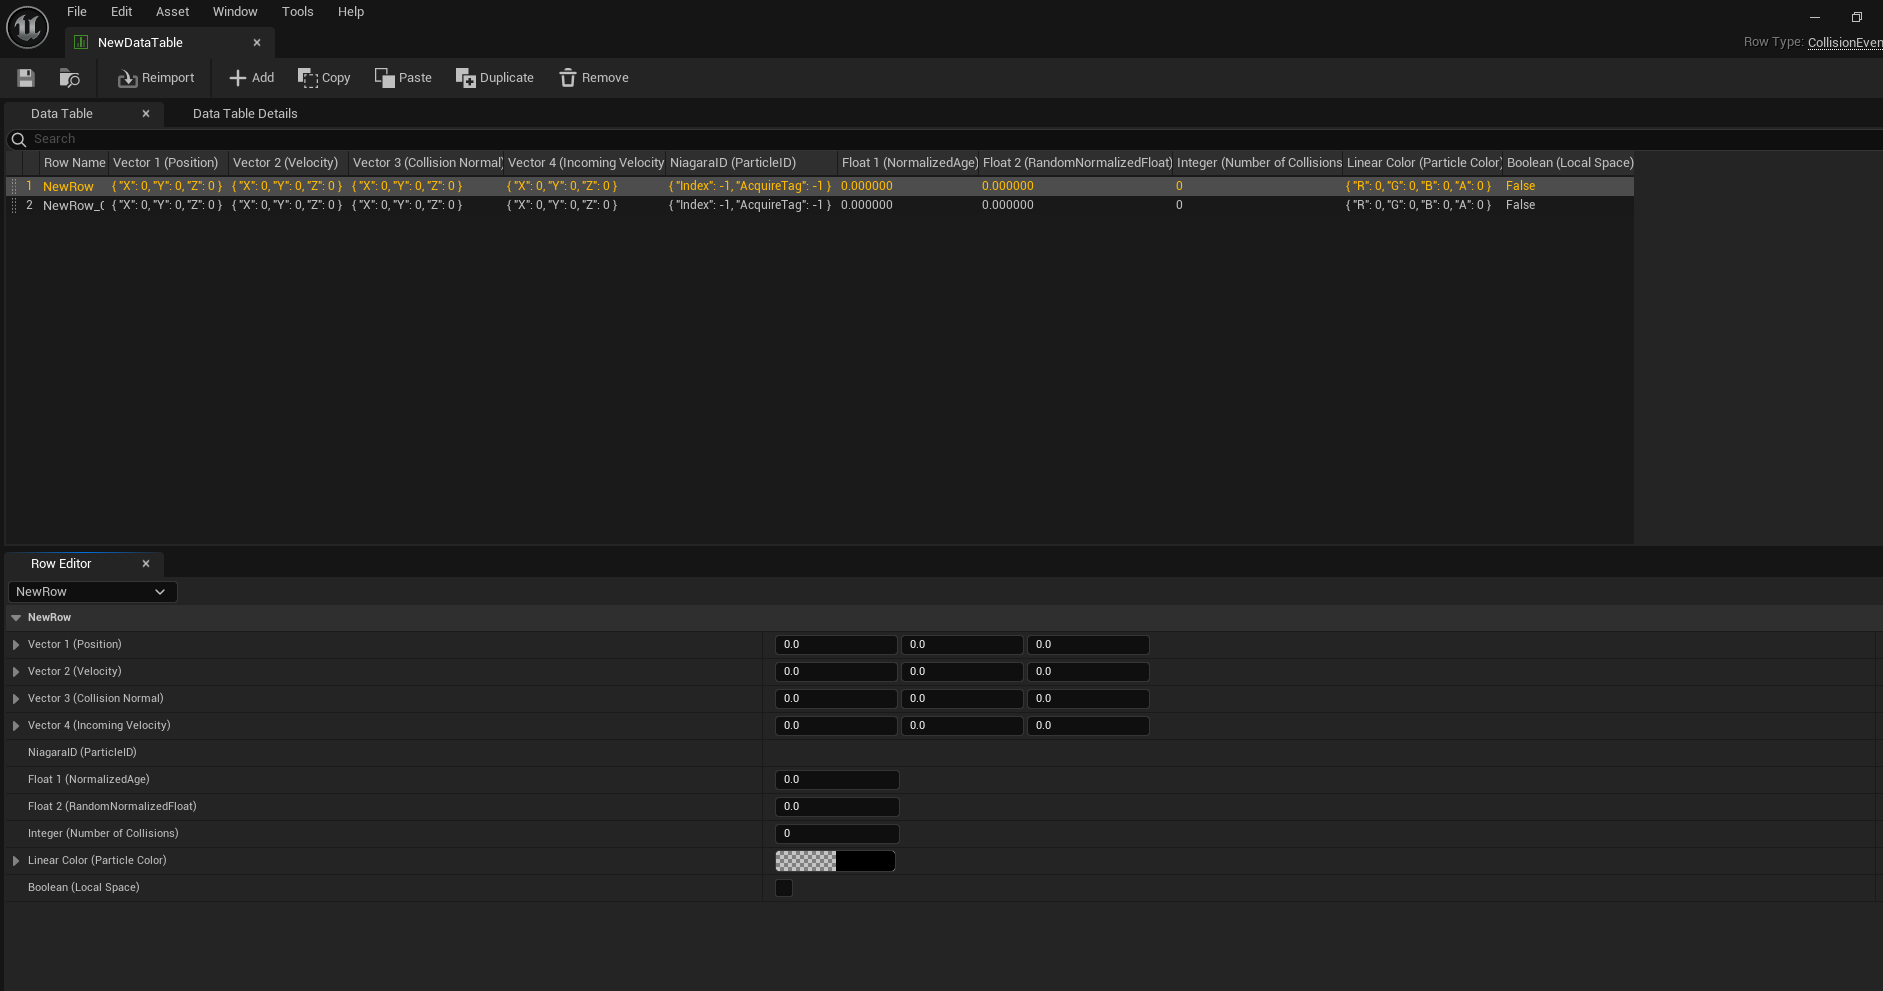 File Edit Asset Window Tools Help
NewDataTable
Row Type: CollisionEven
Reimport Add Copy Paste Duplicate Remove
Data Table Data Table Details
Search
Row Name Vector 1 (Position) Vector 2 (Velocity) Vector 3 (Collision Normal) Vector 4 (Incoming Velocity NiagaraID (ParticleID) Float 1 (NormalizedAge) Float 2 (RandomNormalizedFloat) Integer (Number of Collisions Linear Color (Particle Color) Boolean (Local Space)
1 NewRow { "X": 0, "Y": 0, "Z": 0 } { "X": 0, "Y": 0, "Z": 0 } { "X": 0, "Y": 0, "Z": 0 } { "X": 0, "Y": 0, "Z": 0 } { "Index": -1, "AcquireTag": -1 } 0.000000 0.000000 0 { "R": 0, "G": 0, "B": 0, "A": 0 } False
2 NewRow_0 { "X": 0, "Y": 0, "Z": 0 } { "X": 0, "Y": 0, "Z": 0 } { "X": 0, "Y": 0, "Z": 0 } { "X": 0, "Y": 0, "Z": 0 } { "Index": -1, "AcquireTag": -1 } 0.000000 0.000000 0 { "R": 0, "G": 0, "B": 0, "A": 0 } False
Row Editor
NewRow
NewRow
Vector 1 (Position) 0.0 0.0 0.0
Vector 2 (Velocity) 0.0 0.0 0.0
Vector 3 (Collision Normal) 0.0 0.0 0.0
Vector 4 (Incoming Velocity) 0.0 0.0 0.0
NiagaraID (ParticleID)
Float 1 (NormalizedAge) 0.0
Float 2 (RandomNormalizedFloat) 0.0
Integer (Number of Collisions) 0
Linear Color (Particle Color)
Boolean (Local Space)